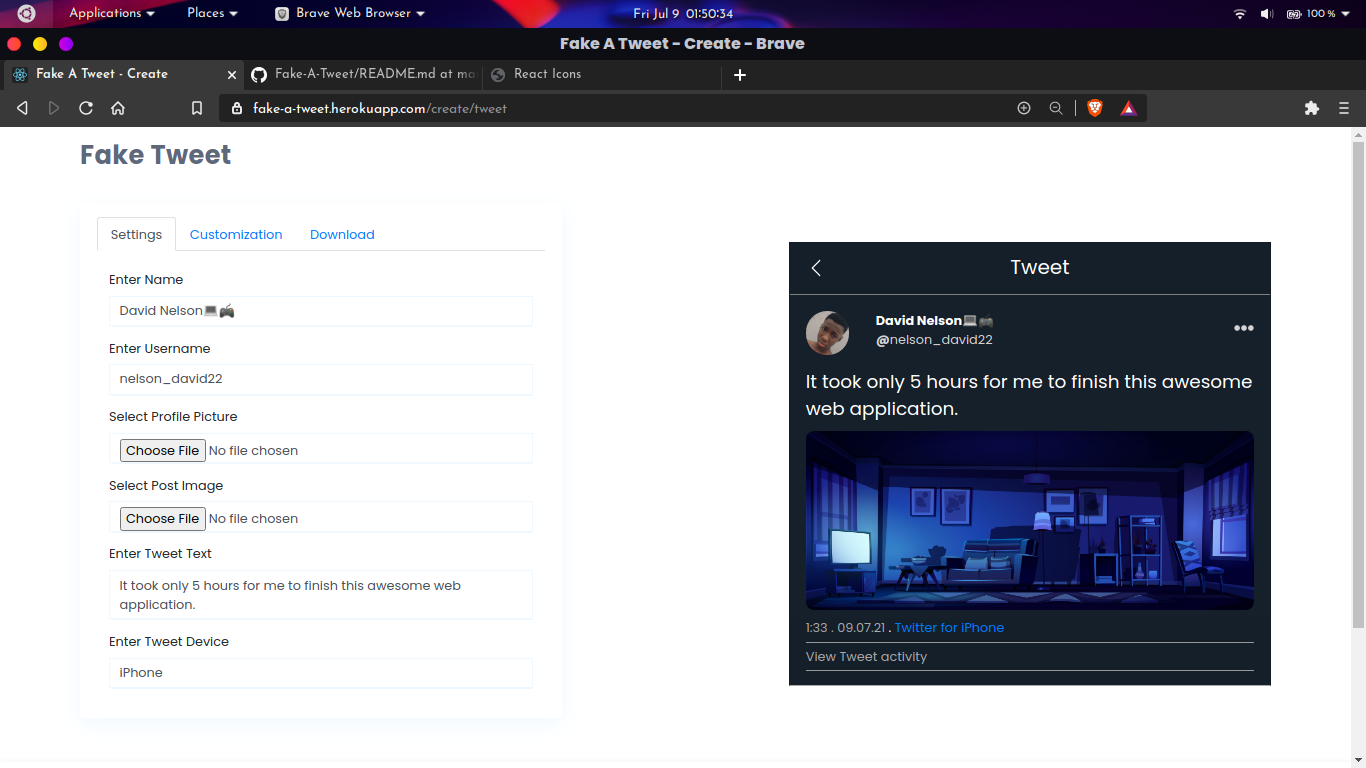 Applications Places Brave Web Browser Fri Jul 9 01:50:34 100 %
Fake A Tweet - Create - Brave
Fake A Tweet - Create Fake-A-Tweet/README.md at ma React Icons
fake-a-tweet.herokuapp.com/create/tweet
Fake Tweet
Settings Customization Download
Enter Name
David Nelson💻🎮
Enter Username
nelson_david22
Select Profile Picture
Choose File No file chosen
Select Post Image
Choose File No file chosen
Enter Tweet Text
It took only 5 hours for me to finish this awesome web
application.
Enter Tweet Device
iPhone
Tweet
David Nelson💻🎮
@nelson_david22
It took only 5 hours for me to finish this awesome
web application.
1:33 . 09.07.21 . Twitter for iPhone
View Tweet activity